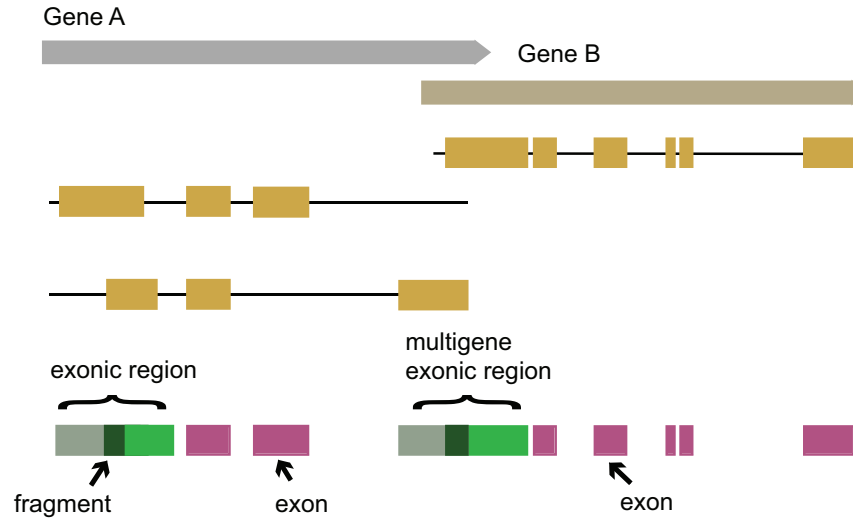 Gene A
Gene B
exonic region
multigene
exonic region
fragment
exon
exon